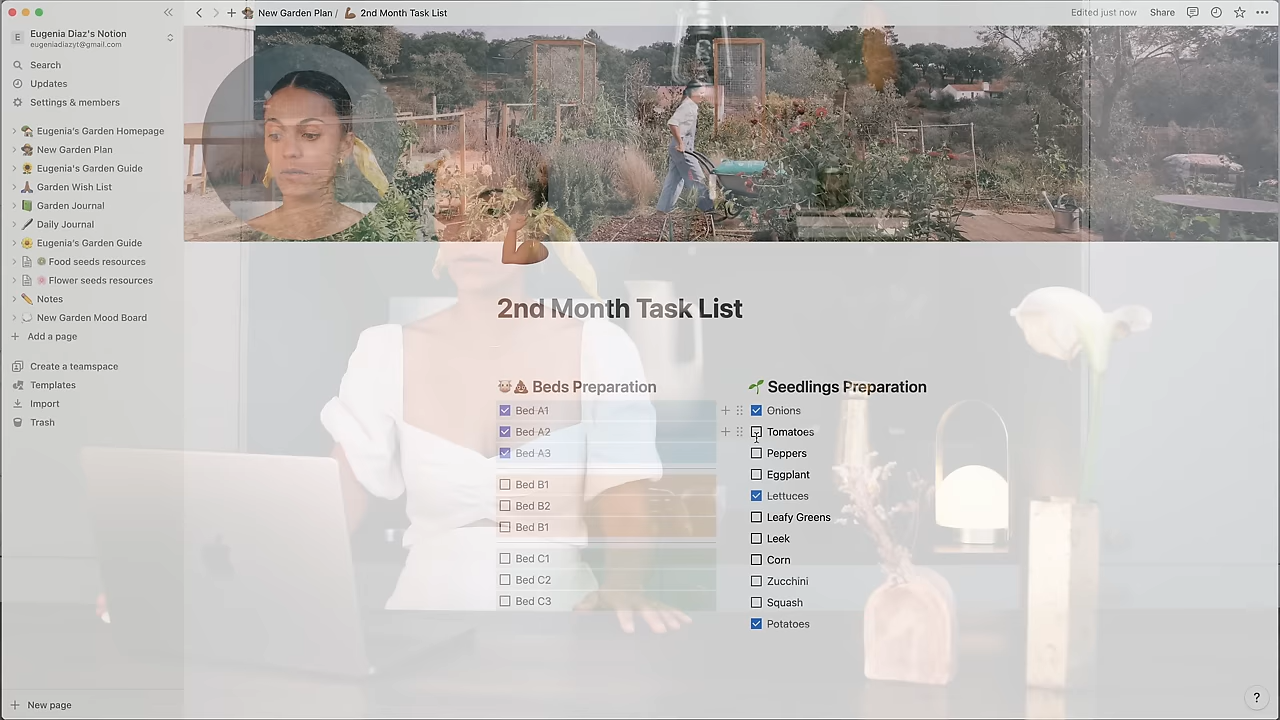 New Garden Plan / 2nd Month Task List
Edited just now Share
E Eugenia Diaz's Notion
eugeniadiazyt@gmail.com
Search
Updates
Settings & members
Eugenia's Garden Homepage
New Garden Plan
Eugenia's Garden Guide
Garden Wish List
Garden Journal
Daily Journal
Eugenia's Garden Guide
Food seeds resources
Flower seeds resources
Notes
New Garden Mood Board
Add a page
Create a teamspace
Templates
Import
Trash
New page
2nd Month Task List
Beds Preparation
Bed A1
Bed A2
Bed A3
Bed B1
Bed B2
Bed B1
Bed C1
Bed C2
Bed C3
Seedlings Preparation
Onions
Tomatoes
Peppers
Eggplant
Lettuces
Leafy Greens
Leek
Corn
Zucchini
Squash
Potatoes
?